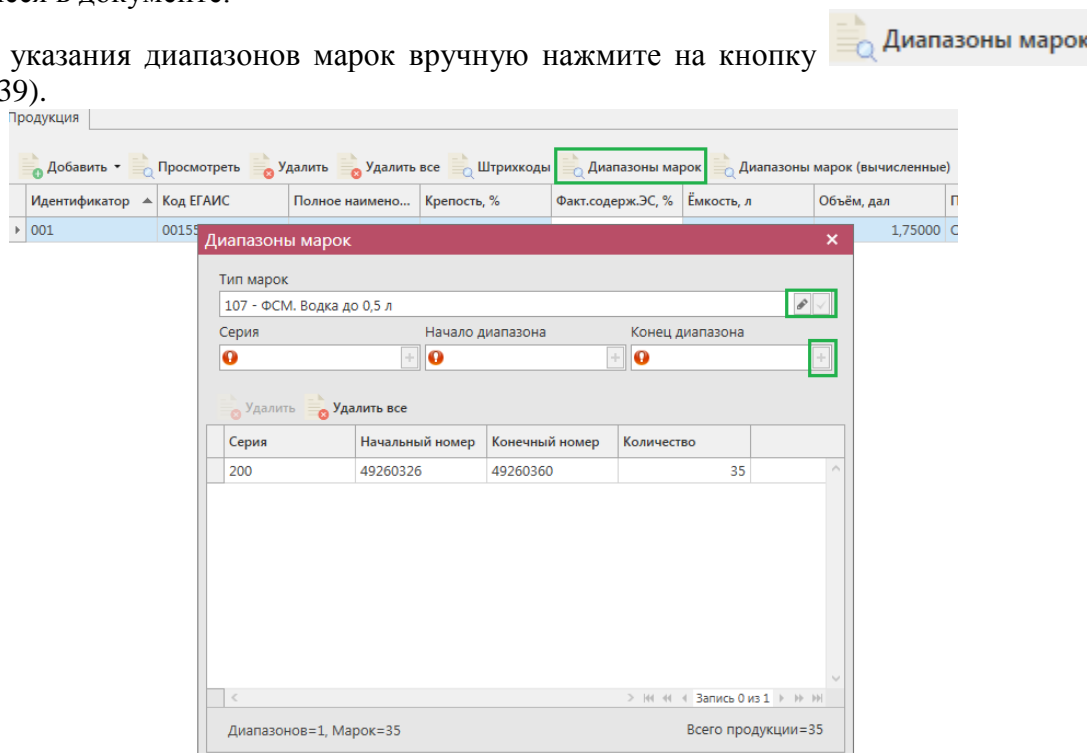 в документе.
указания диапазонов марок вручную нажмите на кнопку Диапазоны марок
39).
Продукция
Добавить Просмотреть Удалить Удалить все Штрихкоды Диапазоны марок Диапазоны марок (вычисленные)
Идентификатор Код ЕГАИС Полное наимено... Крепость, % Факт.содерж.ЭС, % Ёмкость, л Объём, дал
001 00155 1,75000
Диапазоны марок
Тип марок
107 - ФСМ. Водка до 0,5 л
Серия Начало диапазона Конец диапазона
Удалить Удалить все
Серия Начальный номер Конечный номер Количество
200 49260326 49260360 35
Запись 0 из 1
Диапазонов=1, Марок=35 Всего продукции=35